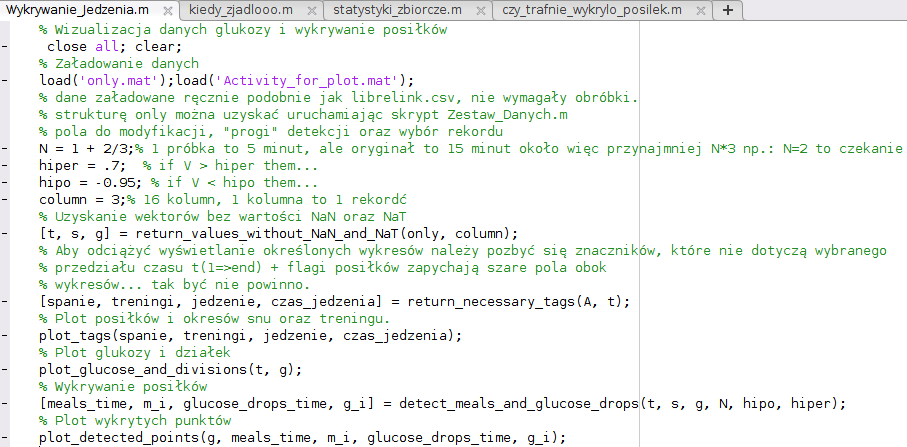 Wykrywanie_Jedzenia.m × kiedy_zjadlooo.m × statystyki_zbiorcze.m × czy_trafnie_wykrylo_posilek.m × +
% Wizualizacja danych glukozy i wykrywanie posiłków
close all; clear;
% Załadowanie danych
load('only.mat');load('Activity_for_plot.mat');
% dane załadowane ręcznie podobnie jak librelink.csv, nie wymagały obróbki.
% strukturę only można uzyskać uruchamiając skrypt Zestaw_Danych.m
% pola do modyfikacji, "progi" detekcji oraz wybór rekordu
N = 1 + 2/3;% 1 próbka to 5 minut, ale oryginał to 15 minut około więc przynajmniej N*3 np.: N=2 to czekanie
hiper = .7;  % if V > hiper them...
hipo = -0.95; % if V < hipo them...
column = 3;% 16 kolumn, 1 kolumna to 1 rekordć
% Uzyskanie wektorów bez wartości NaN oraz NaT
[t, s, g] = return_values_without_NaN_and_NaT(only, column);
% Aby odciążyć wyświetlanie określonych wykresów należy pozbyć się znaczników, które nie dotyczą wybranego
% przedziału czasu t(1=>end) + flagi posiłków zapychają szare pola obok
% wykresów... tak być nie powinno.
[spanie, treningi, jedzenie, czas_jedzenia] = return_necessary_tags(A, t);
% Plot posiłków i okresów snu oraz treningu.
plot_tags(spanie, treningi, jedzenie, czas_jedzenia);
% Plot glukozy i działek
plot_glucose_and_divisions(t, g);
% Wykrywanie posiłków
[meals_time, m_i, glucose_drops_time, g_i] = detect_meals_and_glucose_drops(t, s, g, N, hipo, hiper);
% Plot wykrytych punktów
plot_detected_points(g, meals_time, m_i, glucose_drops_time, g_i);